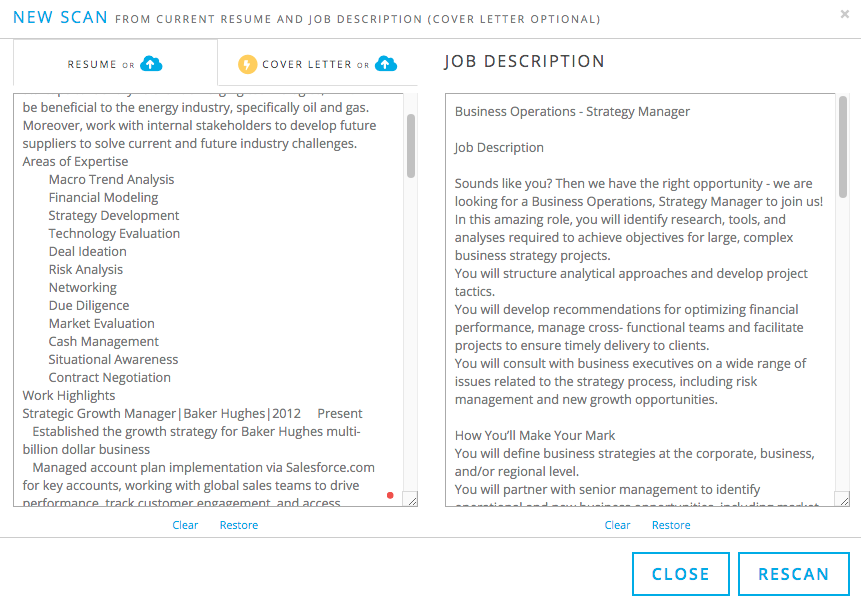 NEW SCAN FROM CURRENT RESUME AND JOB DESCRIPTION (COVER LETTER OPTIONAL)
×
RESUME OR
COVER LETTER OR
be beneficial to the energy industry, specifically oil and gas.
Moreover, work with internal stakeholders to develop future
suppliers to solve current and future industry challenges.
Areas of Expertise
Macro Trend Analysis
Financial Modeling
Strategy Development
Technology Evaluation
Deal Ideation
Risk Analysis
Networking
Due Diligence
Market Evaluation
Cash Management
Situational Awareness
Contract Negotiation
Work Highlights
Strategic Growth Manager|Baker Hughes|2012 Present
Established the growth strategy for Baker Hughes multi-
billion dollar business
Managed account plan implementation via Salesforce.com
for key accounts, working with global sales teams to drive
performance, track customer engagement, and access
Clear Restore
JOB DESCRIPTION
Business Operations - Strategy Manager
Job Description
Sounds like you? Then we have the right opportunity - we are
looking for a Business Operations, Strategy Manager to join us!
In this amazing role, you will identify research, tools, and
analyses required to achieve objectives for large, complex
business strategy projects.
You will structure analytical approaches and develop project
tactics.
You will develop recommendations for optimizing financial
performance, manage cross- functional teams and facilitate
projects to ensure timely delivery to clients.
You will consult with business executives on a wide range of
issues related to the strategy process, including risk
management and new growth opportunities.
How You’ll Make Your Mark
You will define business strategies at the corporate, business,
and/or regional level.
You will partner with senior management to identify
operational and new business opportunities, including market
Clear Restore
CLOSE RESCAN